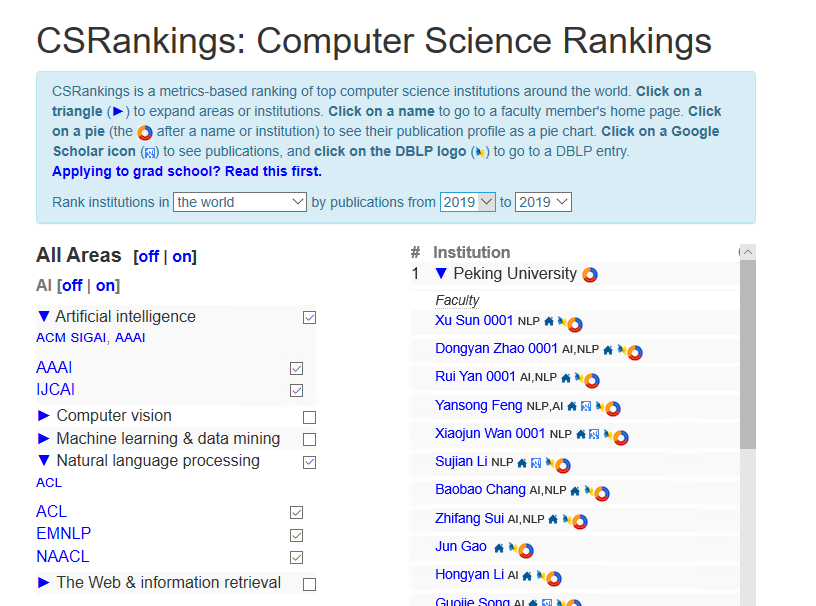 CSRankings: Computer Science Rankings
CSRankings is a metrics-based ranking of top computer science institutions around the world. Click on a
triangle (►) to expand areas or institutions. Click on a name to go to a faculty member's home page. Click
on a pie (the after a name or institution) to see their publication profile as a pie chart. Click on a Google
Scholar icon () to see publications, and click on the DBLP logo () to go to a DBLP entry.
Applying to grad school? Read this first.
Rank institutions in the world by publications from 2019 to 2019
All Areas [off | on]
AI [off | on]
▼ Artificial intelligence
ACM SIGAI, AAAI
AAAI
IJCAI
► Computer vision
► Machine learning & data mining
▼ Natural language processing
ACL
ACL
EMNLP
NAACL
► The Web & information retrieval
# Institution
1 ▼ Peking University
Faculty
Xu Sun 0001 NLP
Dongyan Zhao 0001 AI,NLP
Rui Yan 0001 AI,NLP
Yansong Feng NLP,AI
Xiaojun Wan 0001 NLP
Sujian Li NLP
Baobao Chang AI,NLP
Zhifang Sui AI,NLP
Jun Gao
Hongyan Li AI
Guojie Song AI